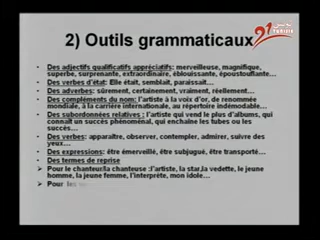 2) Outils grammaticaux
• Des adjectifs qualificatifs appréciatifs: merveilleuse, magnifique,
superbe, surprenante, extraordinaire, éblouissante, époustouflante…
• Des verbes d'état: Elle était, semblait, paraissait…
• Des adverbes: sûrement, certainement, vraiment, réellement…
• Des compléments du nom: l'artiste à la voix d'or, de renommée
mondiale, à la carrière internationale, au répertoire indémodable…
• Des subordonnées relatives : l'artiste qui vend le plus d'albums, qui
connaît un succès phénoménal, qui enchaîne les tubes ou les
succès…
• Des verbes: apparaître, observer, contempler, admirer, suivre des
yeux…
• Des expressions: être émerveillé, être subjugué, être transporté…
• Des termes de reprise
➢ Pour le chanteur/la chanteuse :l'artiste, la star,la vedette, le jeune
homme, la jeune femme, l'interprète, mon idole…
➢ Pour les